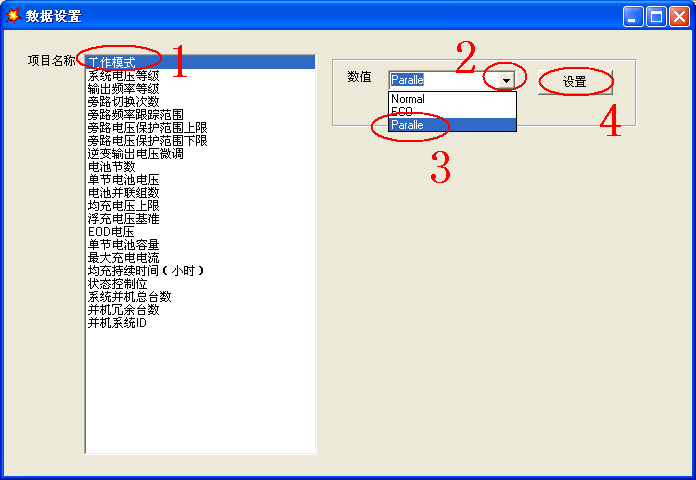 数据设置
项目名称
工作模式
系统电压等级
输出频率等级
旁路切换次数
旁路频率跟踪范围
旁路电压保护范围上限
旁路电压保护范围下限
逆变输出电压微调
电池节数
单节电池电压
电池并联组数
均充电压上限
浮充电压基准
EOD电压
单节电池容量
最大充电电流
均充持续时间(小时)
状态控制位
系统并机总台数
并机冗余台数
并机系统ID
1
数值
Paralle
2
设置
4
Normal
ECO
Paralle
3